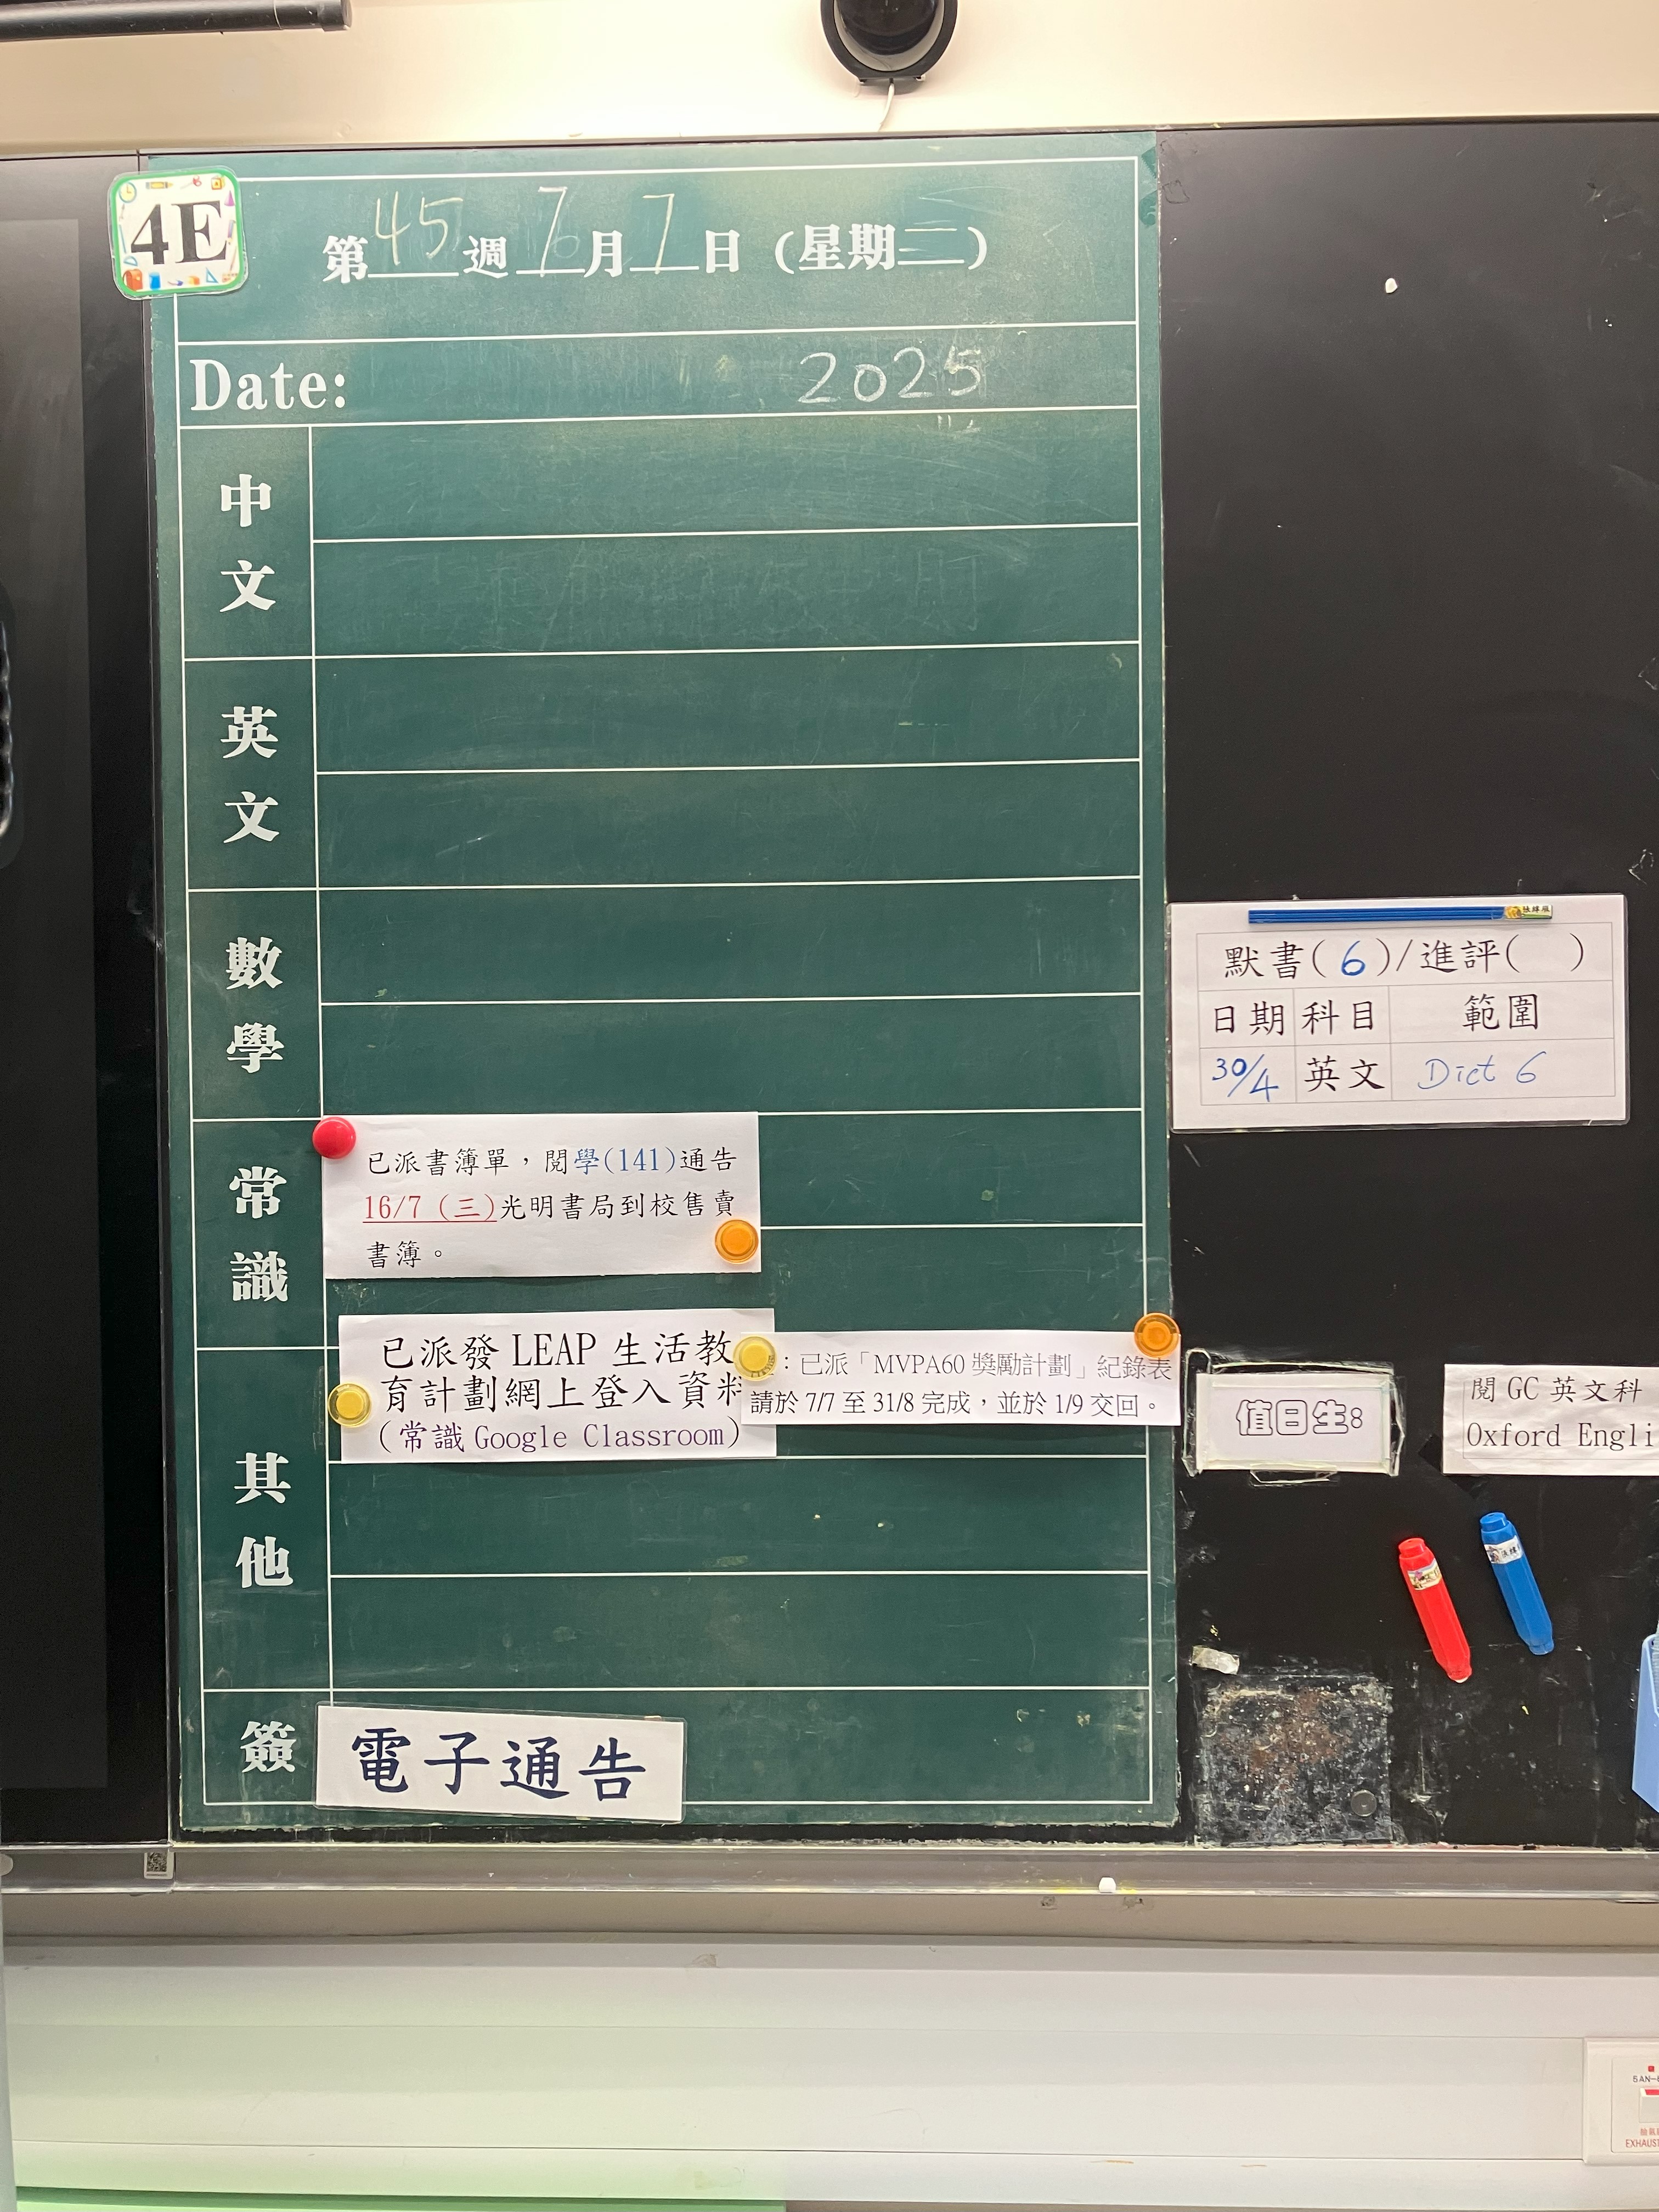 4E
第45週 7月7日 (星期二)
Date: 2025
中文
英文
數學
常識
已派書簿單,閱學(141)通告
16/7 (三)光明書局到校售賣
書簿。
其他
已派發 LEAP 生活教
育計劃網上登入資料
(常識 Google Classroom)
:已派「MVPA60 獎勵計劃」紀錄表
請於 7/7 至 31/8 完成,並於 1/9 交回。
簽
電子通告
默書(6)/進評( )
日期 科目 範圍
30/4 英文 Dict 6
值日生:
閱 GC 英文科
Oxford Engli
EXHAUST